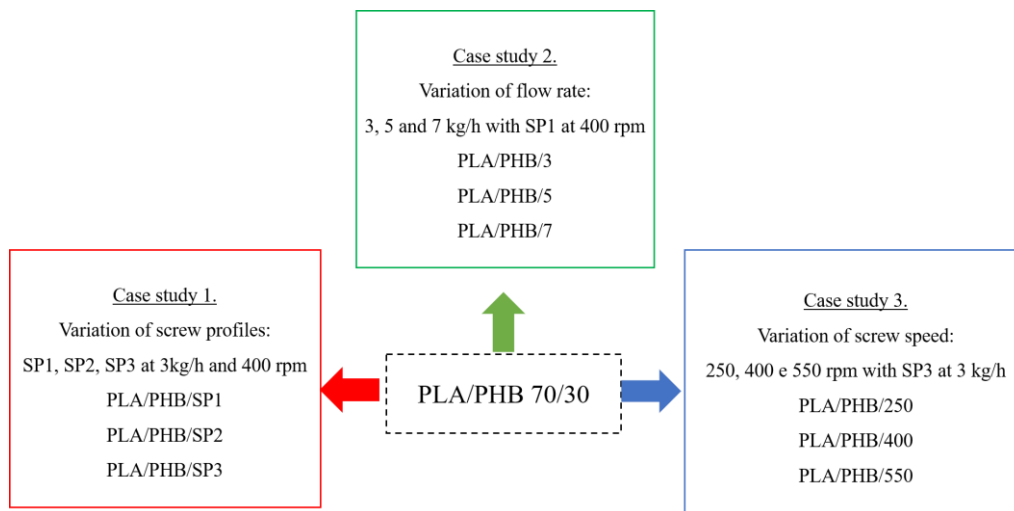 Case study 2.
Variation of flow rate:
3, 5 and 7 kg/h with SP1 at 400 rpm
PLA/PHB/3
PLA/PHB/5
PLA/PHB/7
Case study 1.
Variation of screw profiles:
SP1, SP2, SP3 at 3kg/h and 400 rpm
PLA/PHB/SP1
PLA/PHB/SP2
PLA/PHB/SP3
PLA/PHB 70/30
Case study 3.
Variation of screw speed:
250, 400 e 550 rpm with SP3 at 3 kg/h
PLA/PHB/250
PLA/PHB/400
PLA/PHB/550